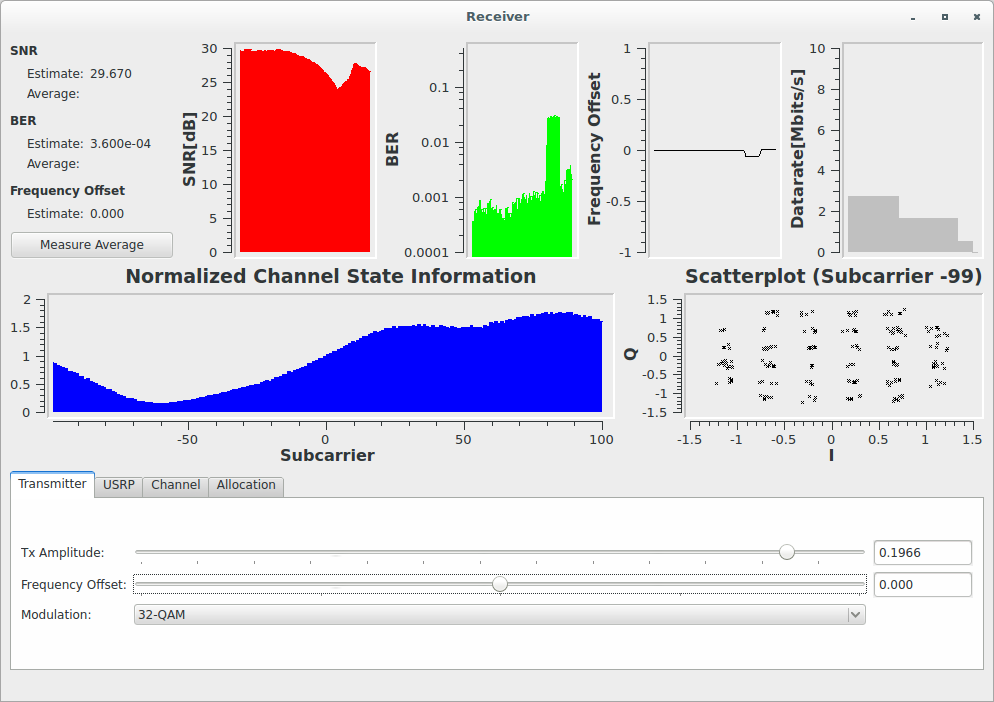 Receiver
SNR
Estimate: 29.670
Average:
BER
Estimate: 3.600e-04
Average:
Frequency Offset
Estimate: 0.000
Measure Average
SNR[dB]
30
25
20
15
10
5
0
BER
0.1
0.01
0.001
0.0001
Frequency Offset
1
0.5
0
-0.5
-1
Datarate[Mbits/s]
10
8
6
4
2
0
Normalized Channel State Information
2
1.5
1
0.5
0
-50 0 50 100
Subcarrier
Scatterplot (Subcarrier -99)
Q
1.5
1
0.5
0
-0.5
-1
-1.5
-1.5 -1 -0.5 0 0.5 1 1.5
I
Transmitter USRP Channel Allocation
Tx Amplitude: 0.1966
Frequency Offset: 0.000
Modulation: 32-QAM